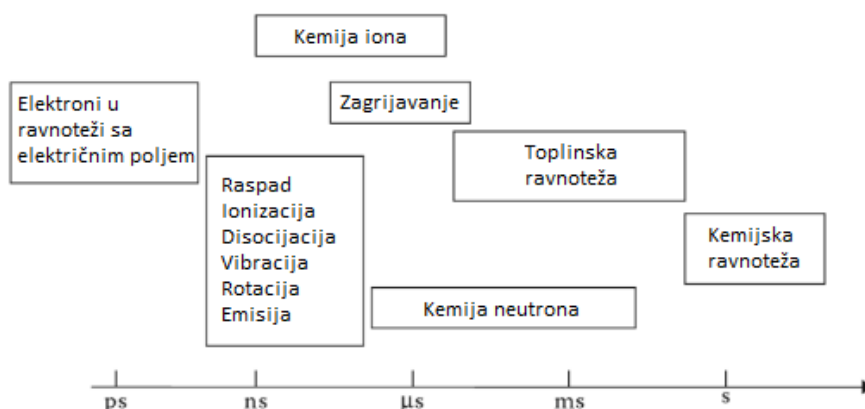 Kemija iona
Elektroni u
ravnoteži sa
električnim poljem
Zagrijavanje
Toplinska
ravnoteža
Raspad
Ionizacija
Disocijacija
Vibracija
Rotacija
Emisija
Kemijska
ravnoteža
Kemija neutrona
ps ns µs ms s